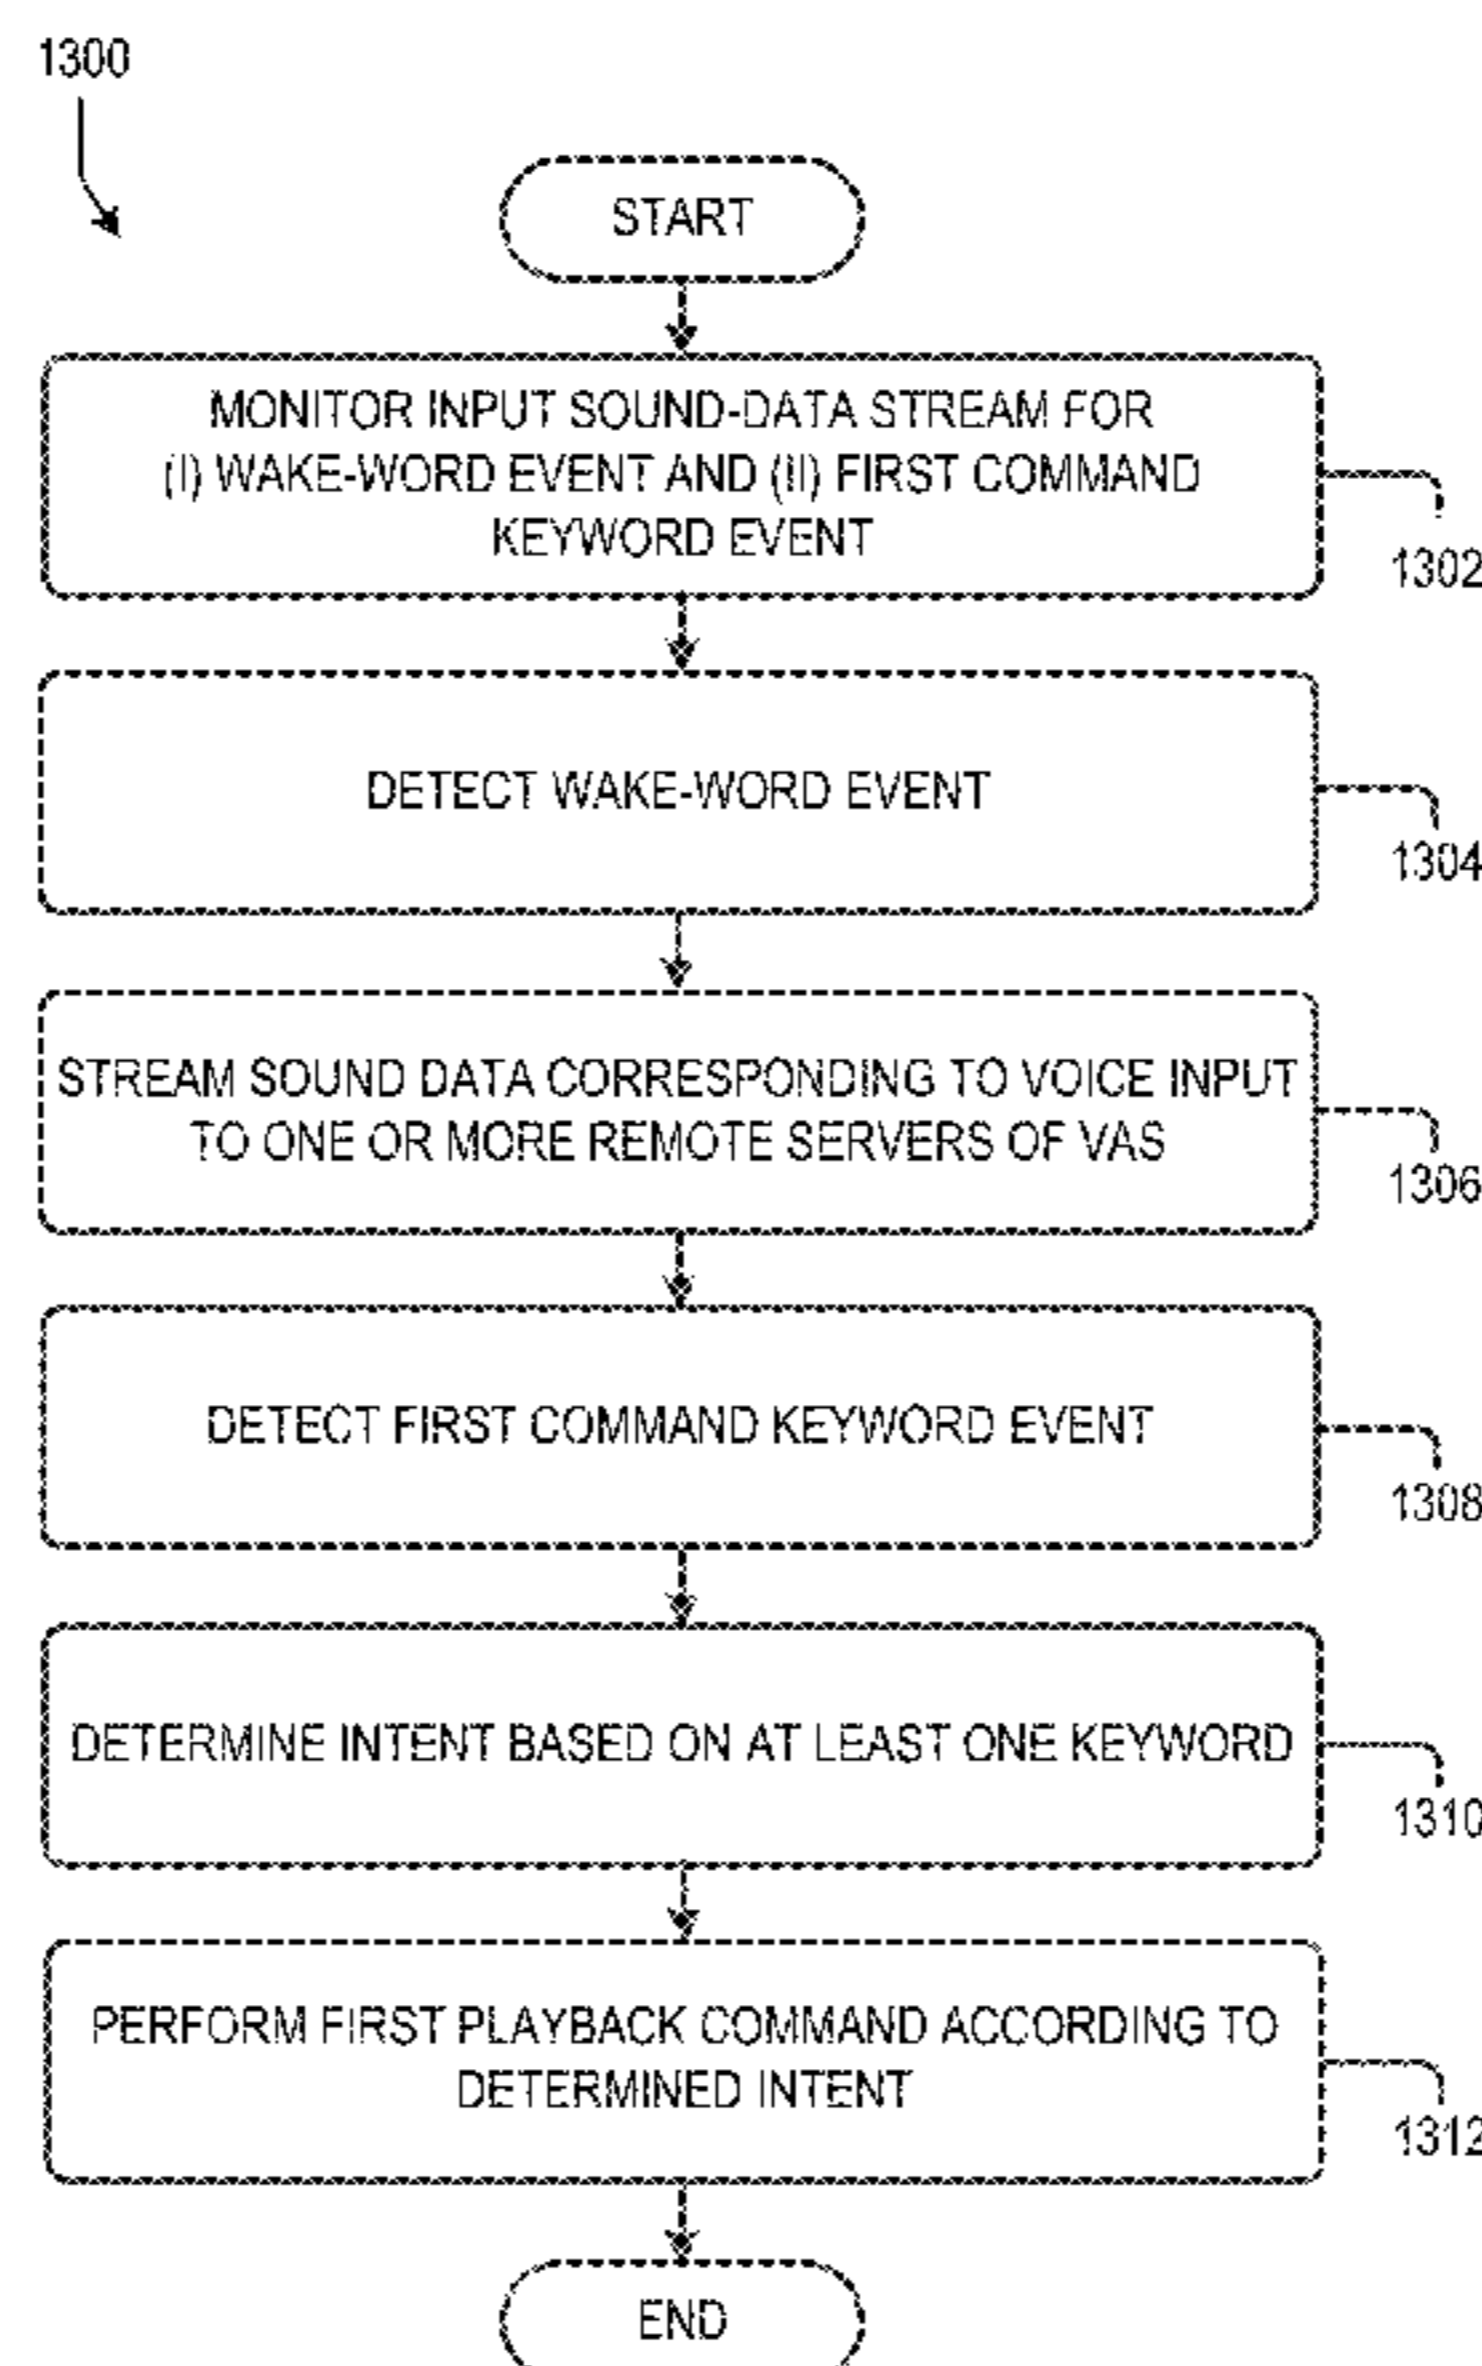 1300
START
MONITOR INPUT SOUND-DATA STREAM FOR
(I) WAKE-WORD EVENT AND (II) FIRST COMMAND
KEYWORD EVENT
1302
DETECT WAKE-WORD EVENT
1304
STREAM SOUND DATA CORRESPONDING TO VOICE INPUT
TO ONE OR MORE REMOTE SERVERS OF VAS
1306
DETECT FIRST COMMAND KEYWORD EVENT
1308
DETERMINE INTENT BASED ON AT LEAST ONE KEYWORD
1310
PERFORM FIRST PLAYBACK COMMAND ACCORDING TO
DETERMINED INTENT
1312
END